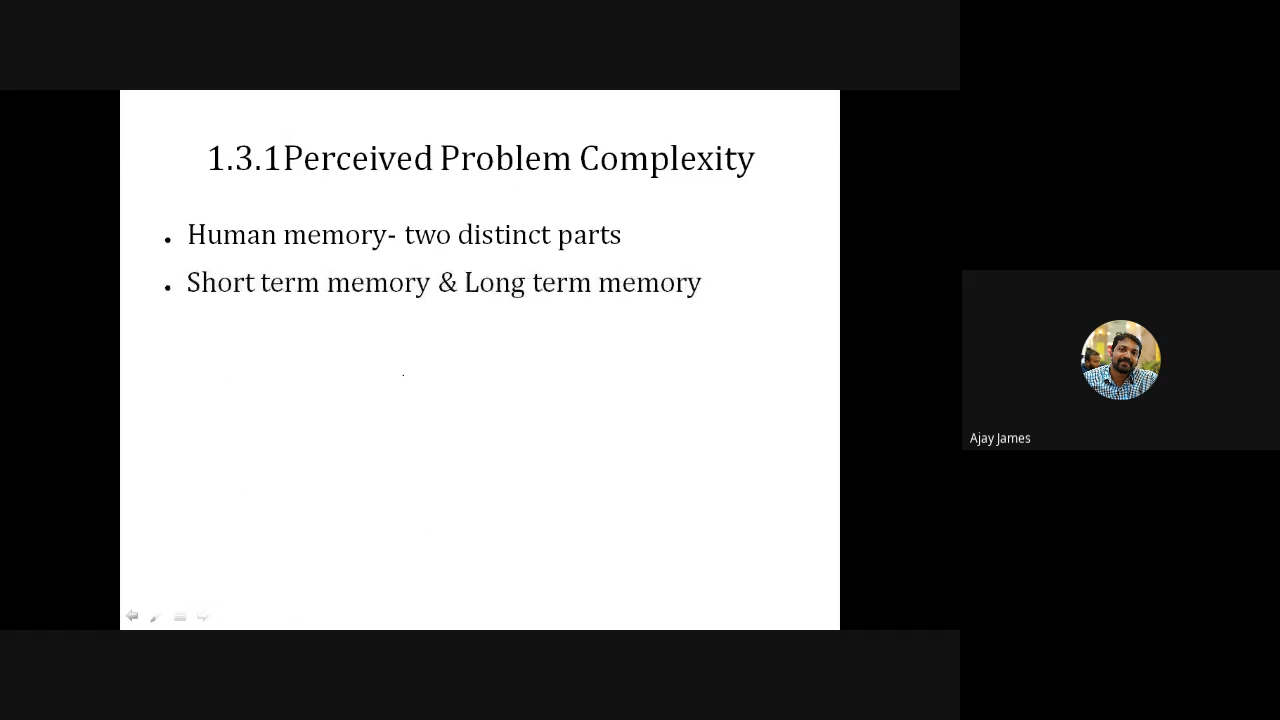 1.3.1Perceived Problem Complexity
• Human memory- two distinct parts
• Short term memory & Long term memory
Ajay James